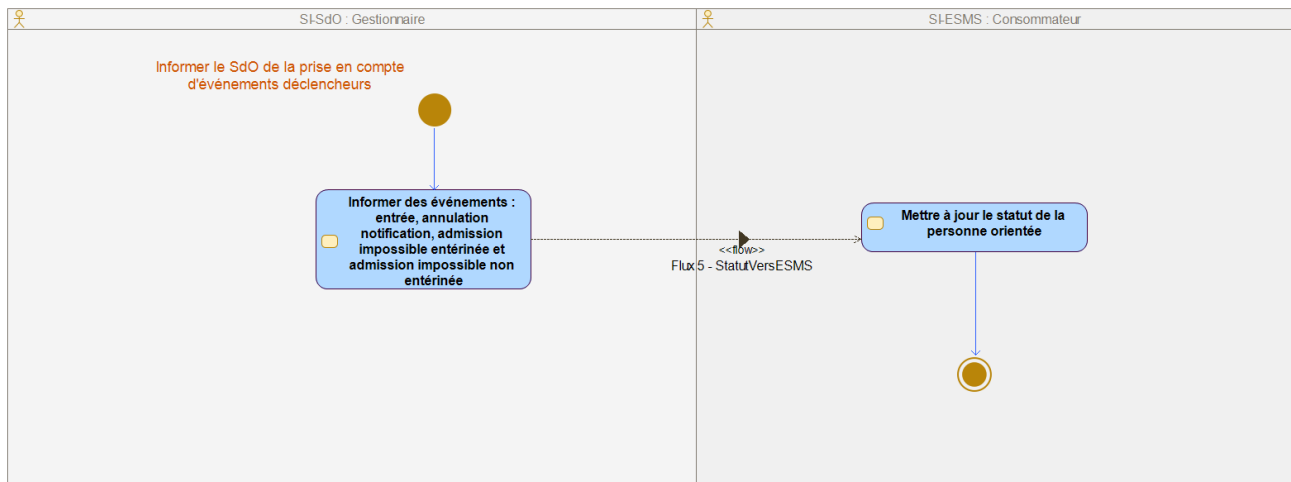 SI-SdO : Gestionnaire
SI-ESMS : Consommateur
Informer le SdO de la prise en compte
d'événements déclencheurs
Informer des événements :
entrée, annulation
notification, admission
impossible entérinée et
admission impossible non
entérinée
<<flow>>
Flux 5 - StatutVersESMS
Mettre à jour le statut de la
personne orientée